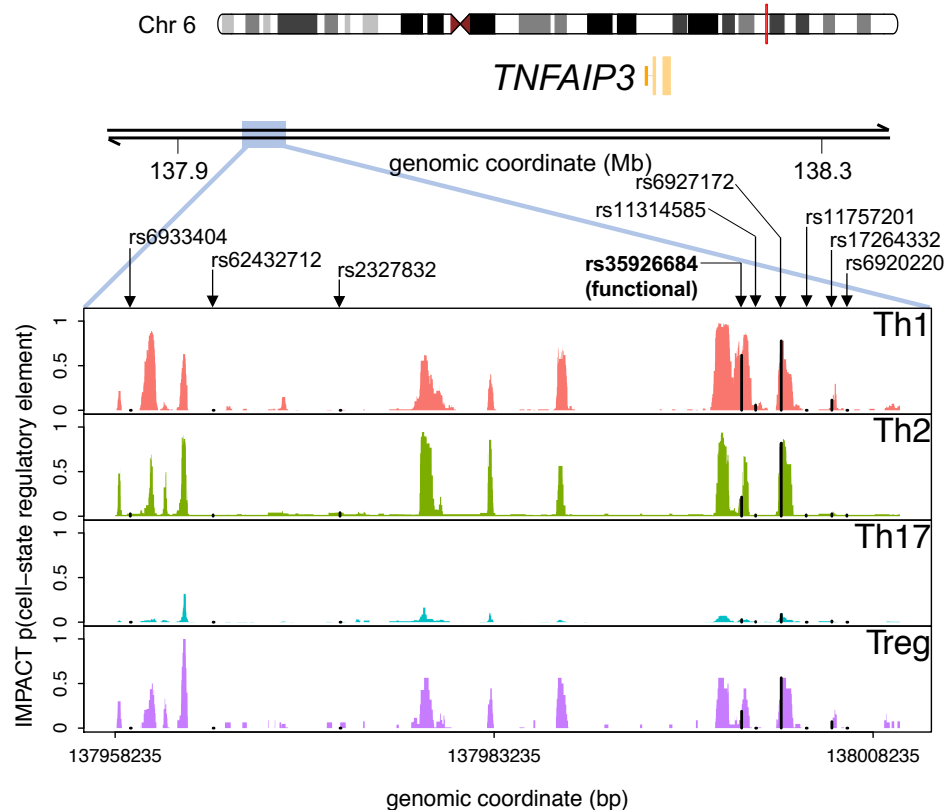 Chr 6
TNFAIP3
genomic coordinate (Mb)
137.9
138.3
rs6927172
rs11314585
rs11757201
rs6933404
rs17264332
rs62432712
rs2327832
rs35926684
(functional)
rs6920220
IMPACT p(cell−state regulatory element)
Th1
1
0.5
0
Th2
1
0.5
0
Th17
1
0.5
0
Treg
1
0.5
0
137958235
137983235
138008235
genomic coordinate (bp)